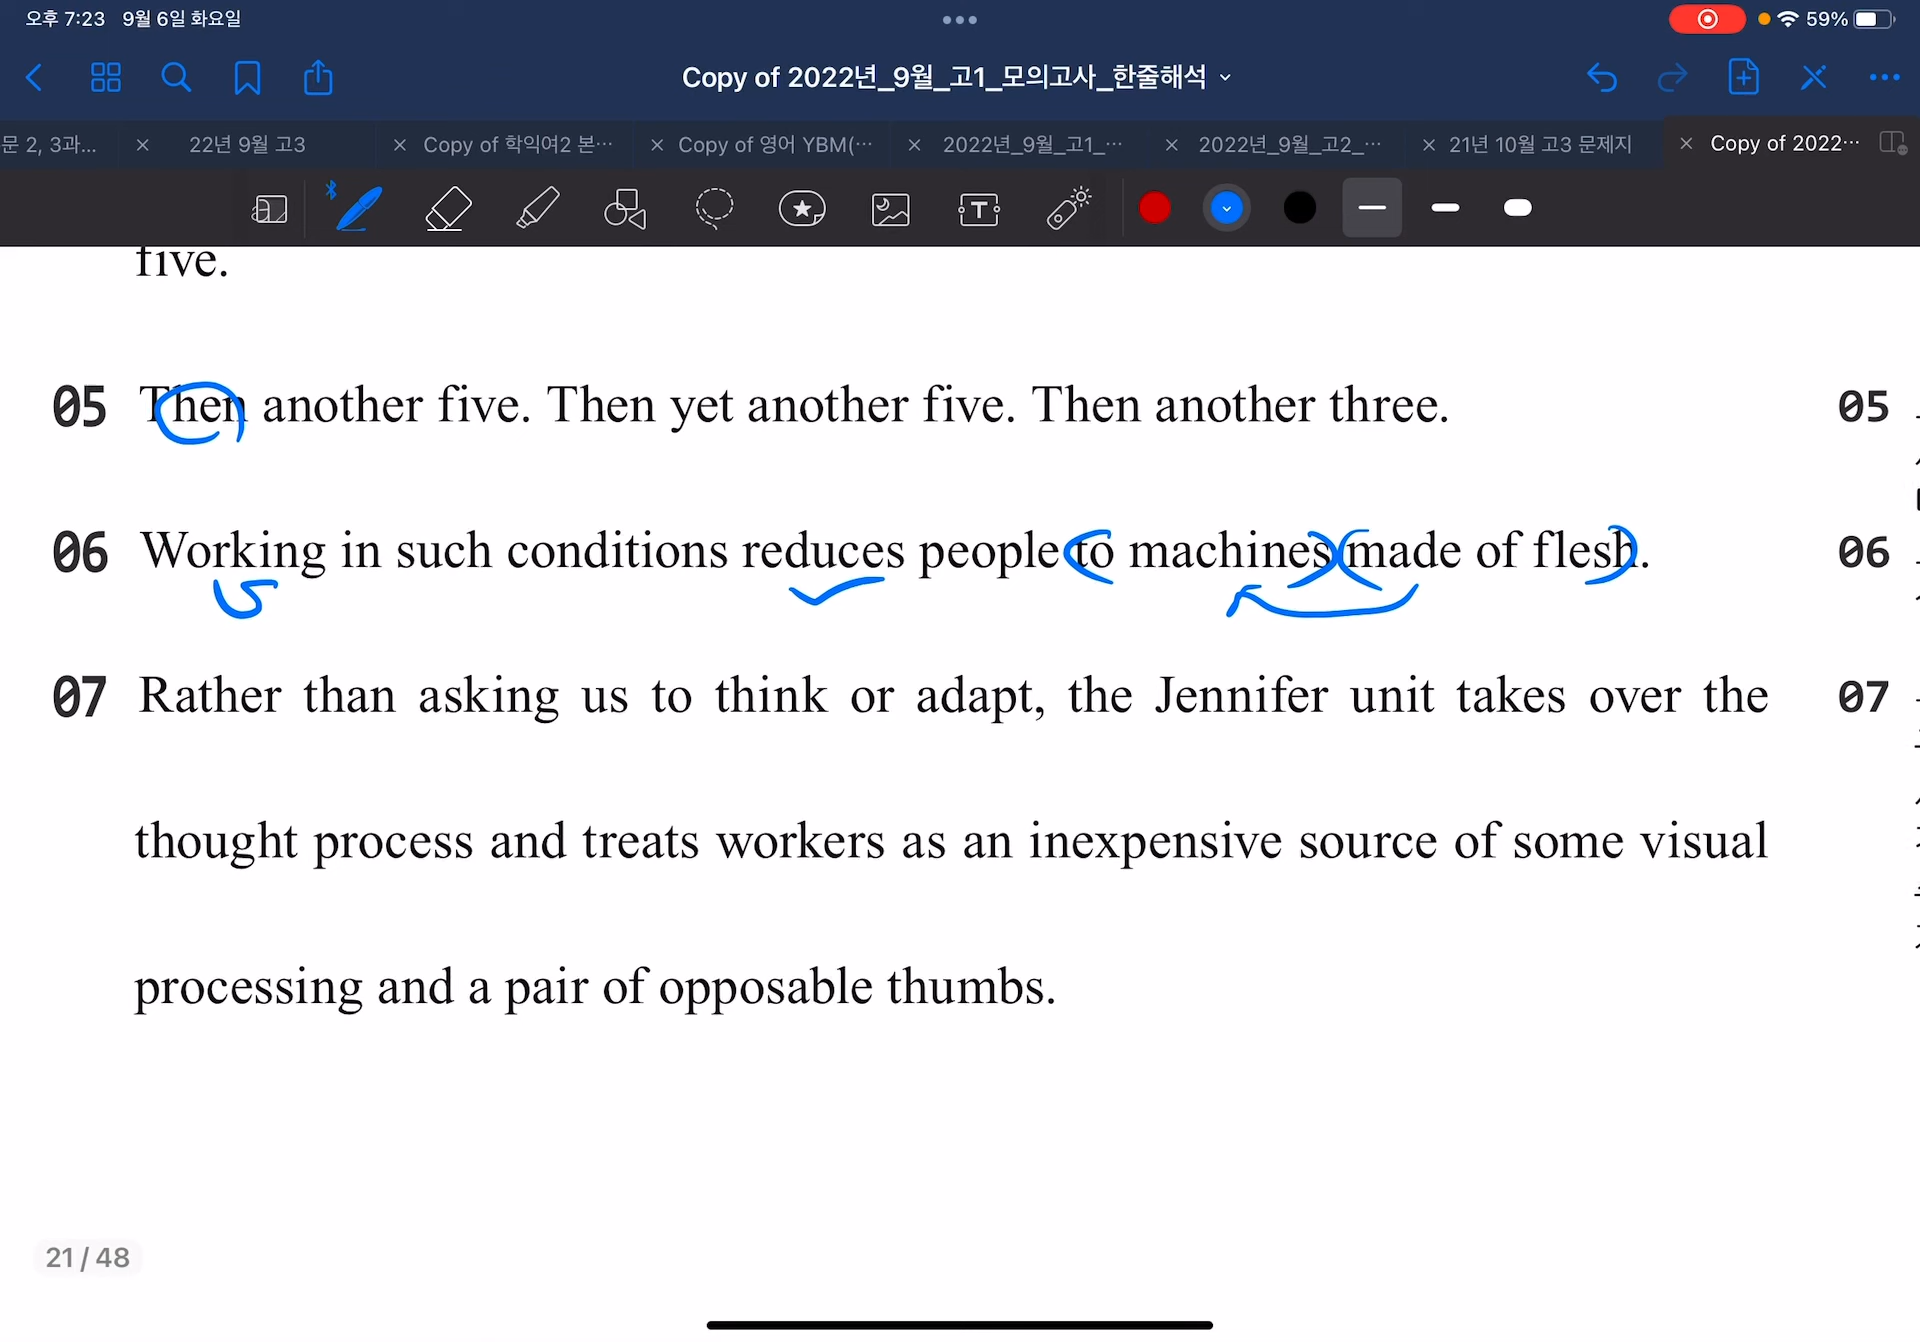 오후 7:23 9월 6일 화요일
59%
Copy of 2022년_9월_고1_모의고사_한줄해석
문 2, 3과... 22년 9월 고3 Copy of 학익여2 본... Copy of 영어 YBM(... 2022년_9월_고1_... 2022년_9월_고2_... 21년 10월 고3 문제지 Copy of 2022...
five.
05 Then another five. Then yet another five. Then another three. 05
06 Working in such conditions reduces people to machines made of flesh. 06
07 Rather than asking us to think or adapt, the Jennifer unit takes over the 07
thought process and treats workers as an inexpensive source of some visual
processing and a pair of opposable thumbs.
21 / 48